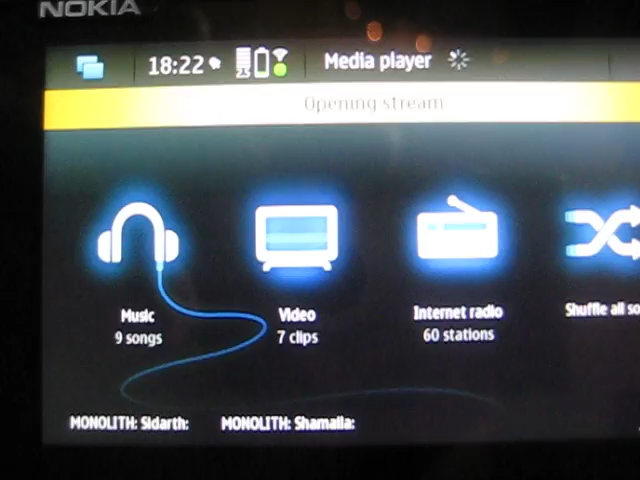 NOKIA
18:22
Media player
Opening stream
Music
9 songs
Video
7 clips
Internet radio
60 stations
Shuffle all so
MONOLITH: Sidarth:
MONOLITH: Shamalla: